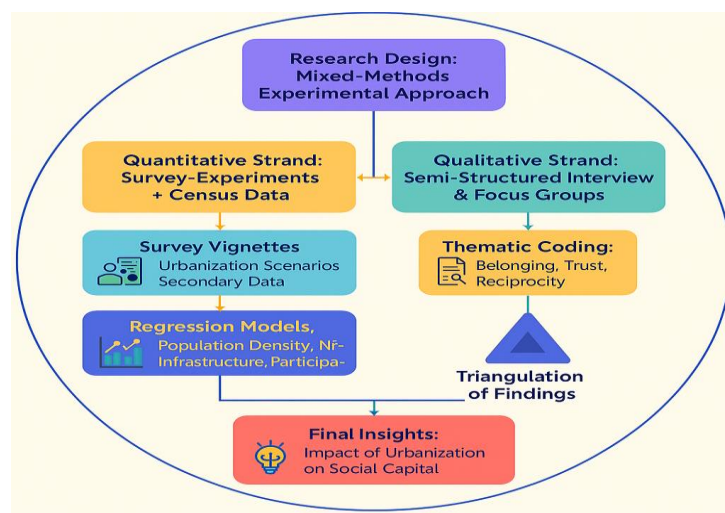 Research Design:
Mixed-Methods
Experimental Approach
Quantitative Strand:
Survey-Experiments
+ Census Data
Qualitative Strand:
Semi-Structured Interview
& Focus Groups
Survey Vignettes
Urbanization Scenarios
Secondary Data
Thematic Coding:
Belonging, Trust,
Reciprocity
Regression Models,
Population Density,
Infrastructure, Participa-
Triangulation
of Findings
Final Insights:
Impact of Urbanization
on Social Capital